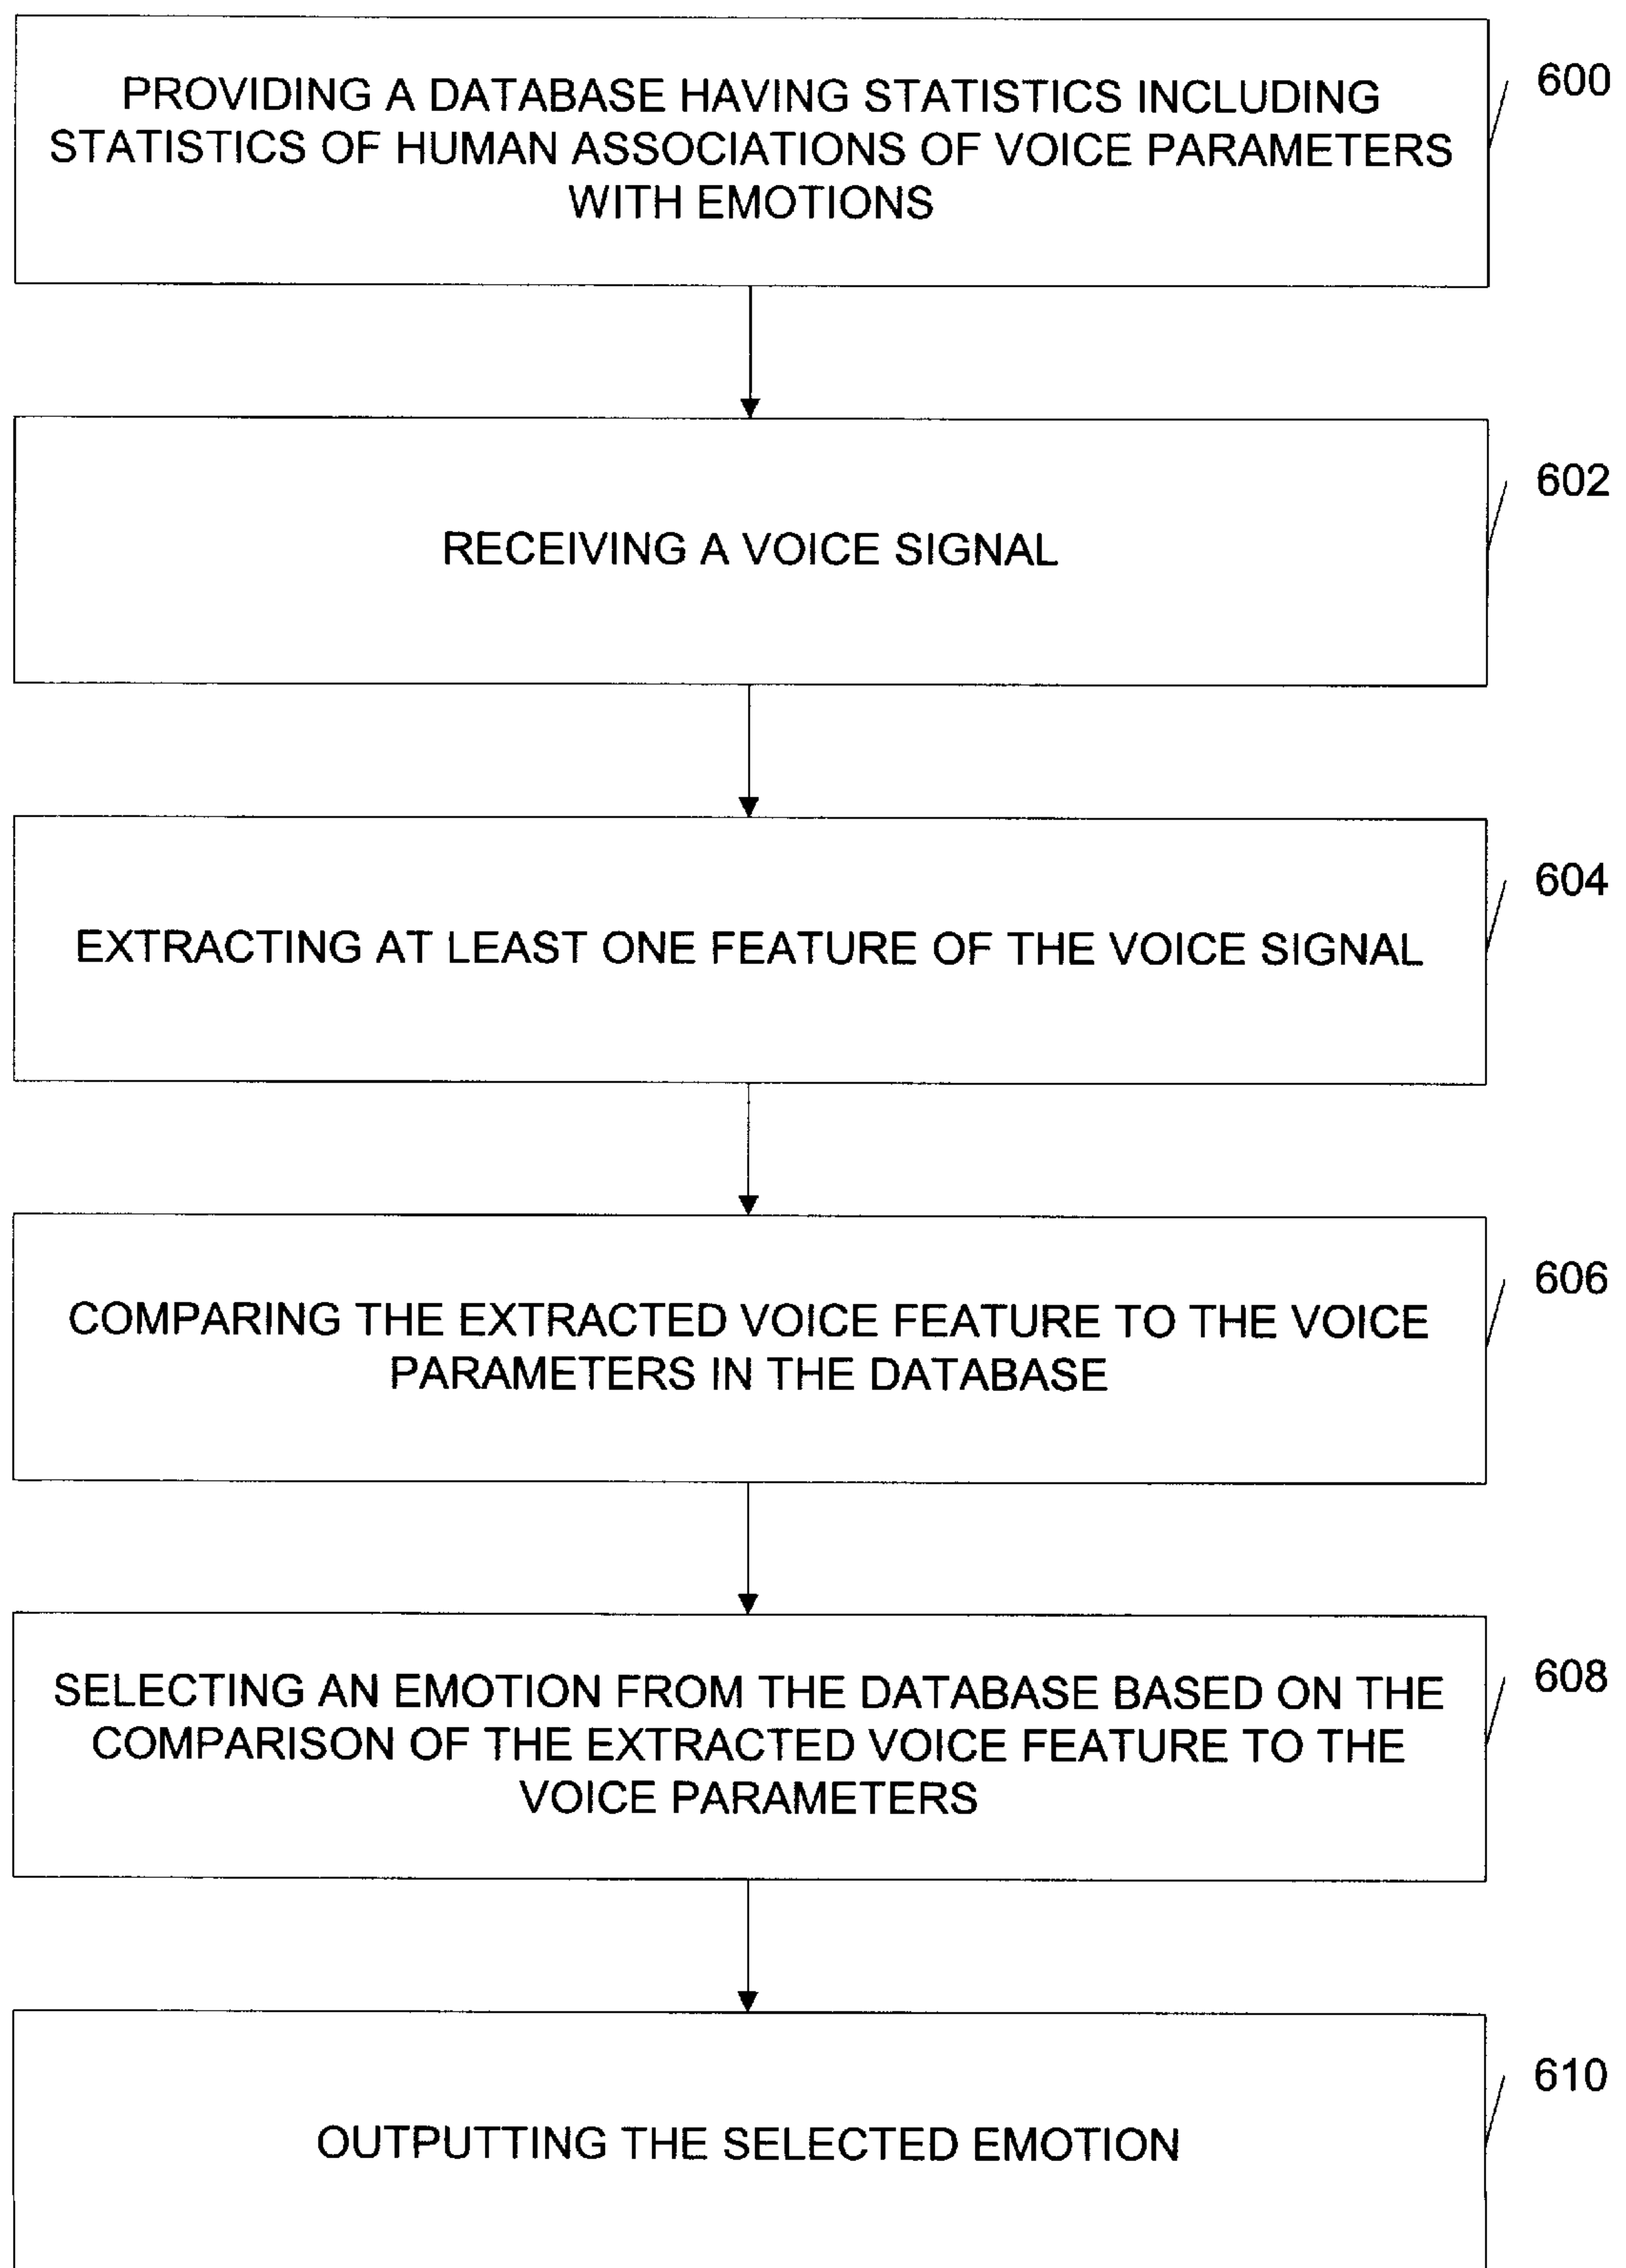 PROVIDING A DATABASE HAVING STATISTICS INCLUDING
STATISTICS OF HUMAN ASSOCIATIONS OF VOICE PARAMETERS
WITH EMOTIONS
600
RECEIVING A VOICE SIGNAL
602
EXTRACTING AT LEAST ONE FEATURE OF THE VOICE SIGNAL
604
COMPARING THE EXTRACTED VOICE FEATURE TO THE VOICE
PARAMETERS IN THE DATABASE
606
SELECTING AN EMOTION FROM THE DATABASE BASED ON THE
COMPARISON OF THE EXTRACTED VOICE FEATURE TO THE
VOICE PARAMETERS
608
OUTPUTTING THE SELECTED EMOTION
610